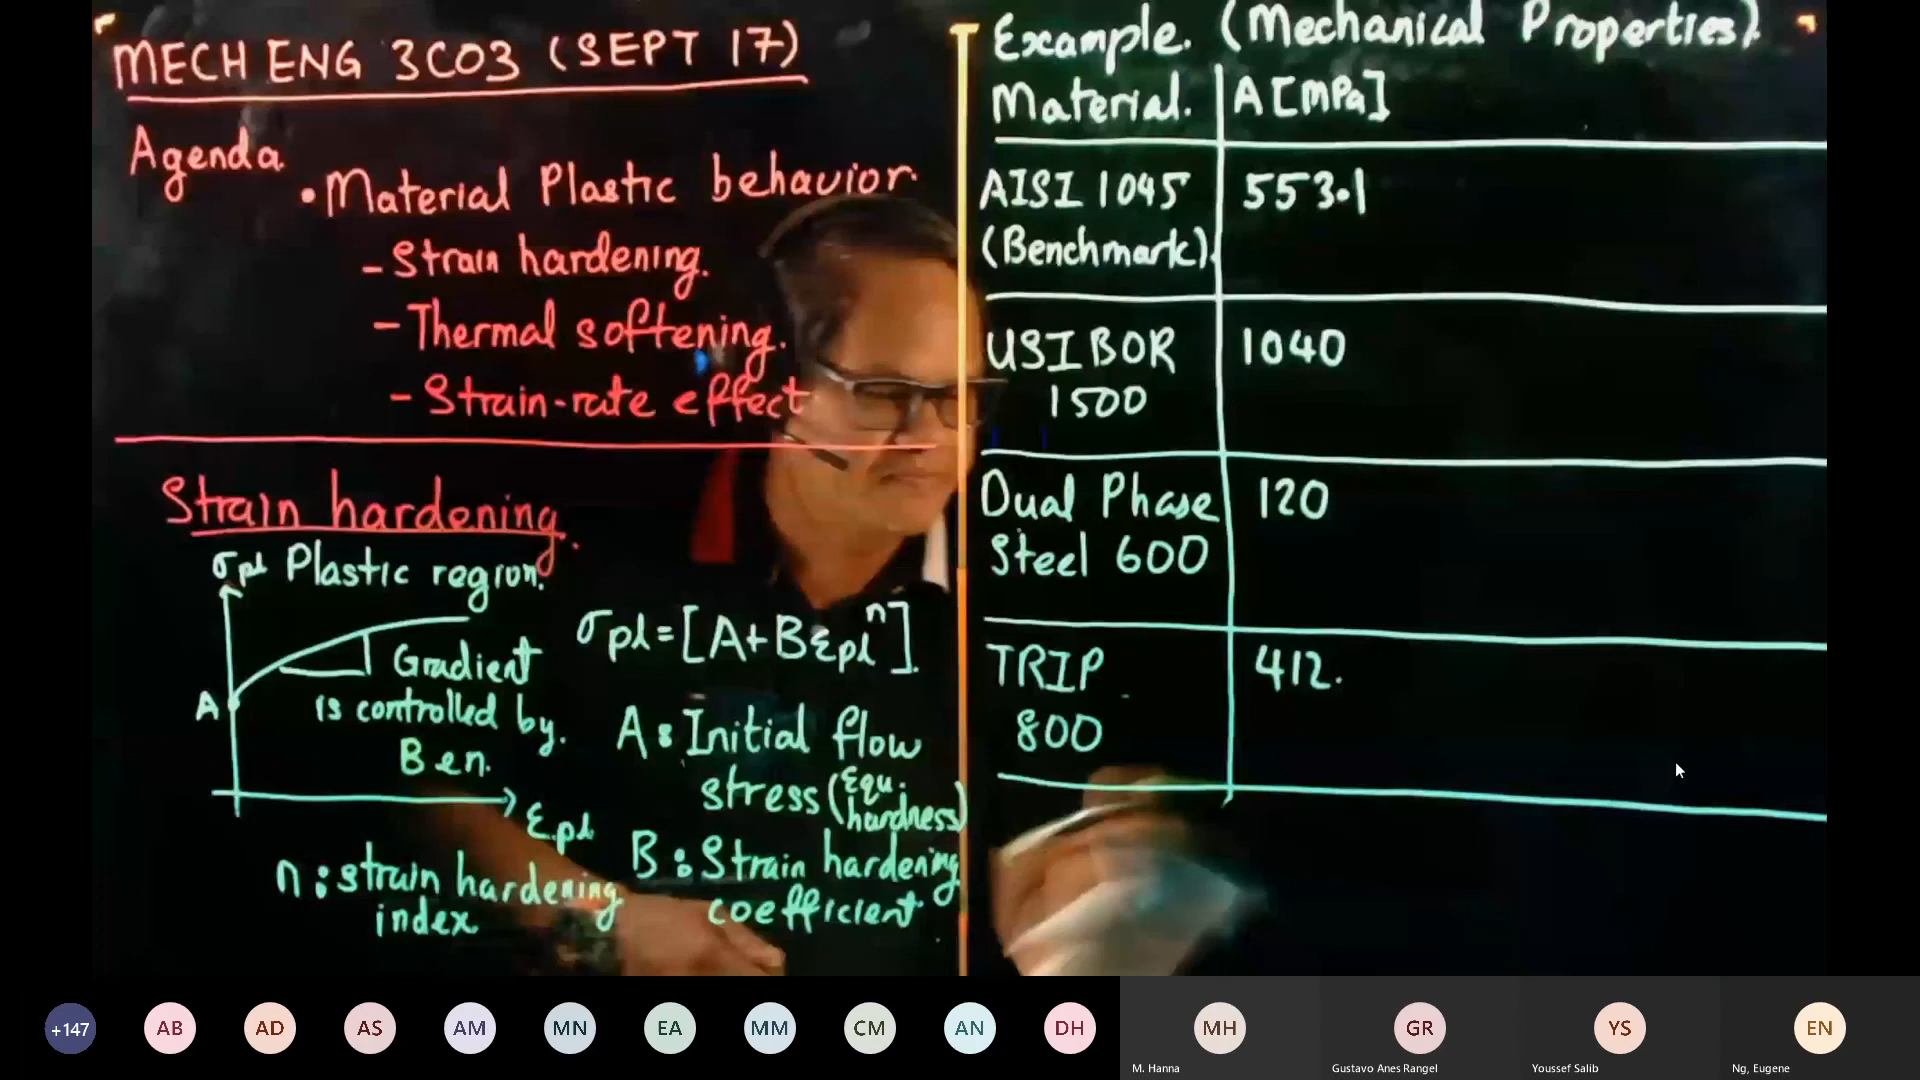 MECH ENG 3C03 (SEPT 17)
Agenda
• Material Plastic behavior.
- Strain hardening.
- Thermal softening.
- Strain-rate effect
Strain hardening.
σpl Plastic region.
A
Gradient
is controlled by.
B en.
εpl
n: strain hardening
index
σpl = [A+Bεpl^n].
A: Initial flow
stress (Equ.
hardness)
B: Strain hardening
coefficient
Example. (Mechanical Properties).
Material. A [MPa]
AISI 1045 553.1
(Benchmark).
USIBOR 1040
1500
Dual Phase 120
Steel 600
TRIP 412.
800
+147 AB AD AS AM MN EA MM CM AN DH MH GR YS EN
M. Hanna Gustavo Anes Rangel Youssef Salib Ng, Eugene